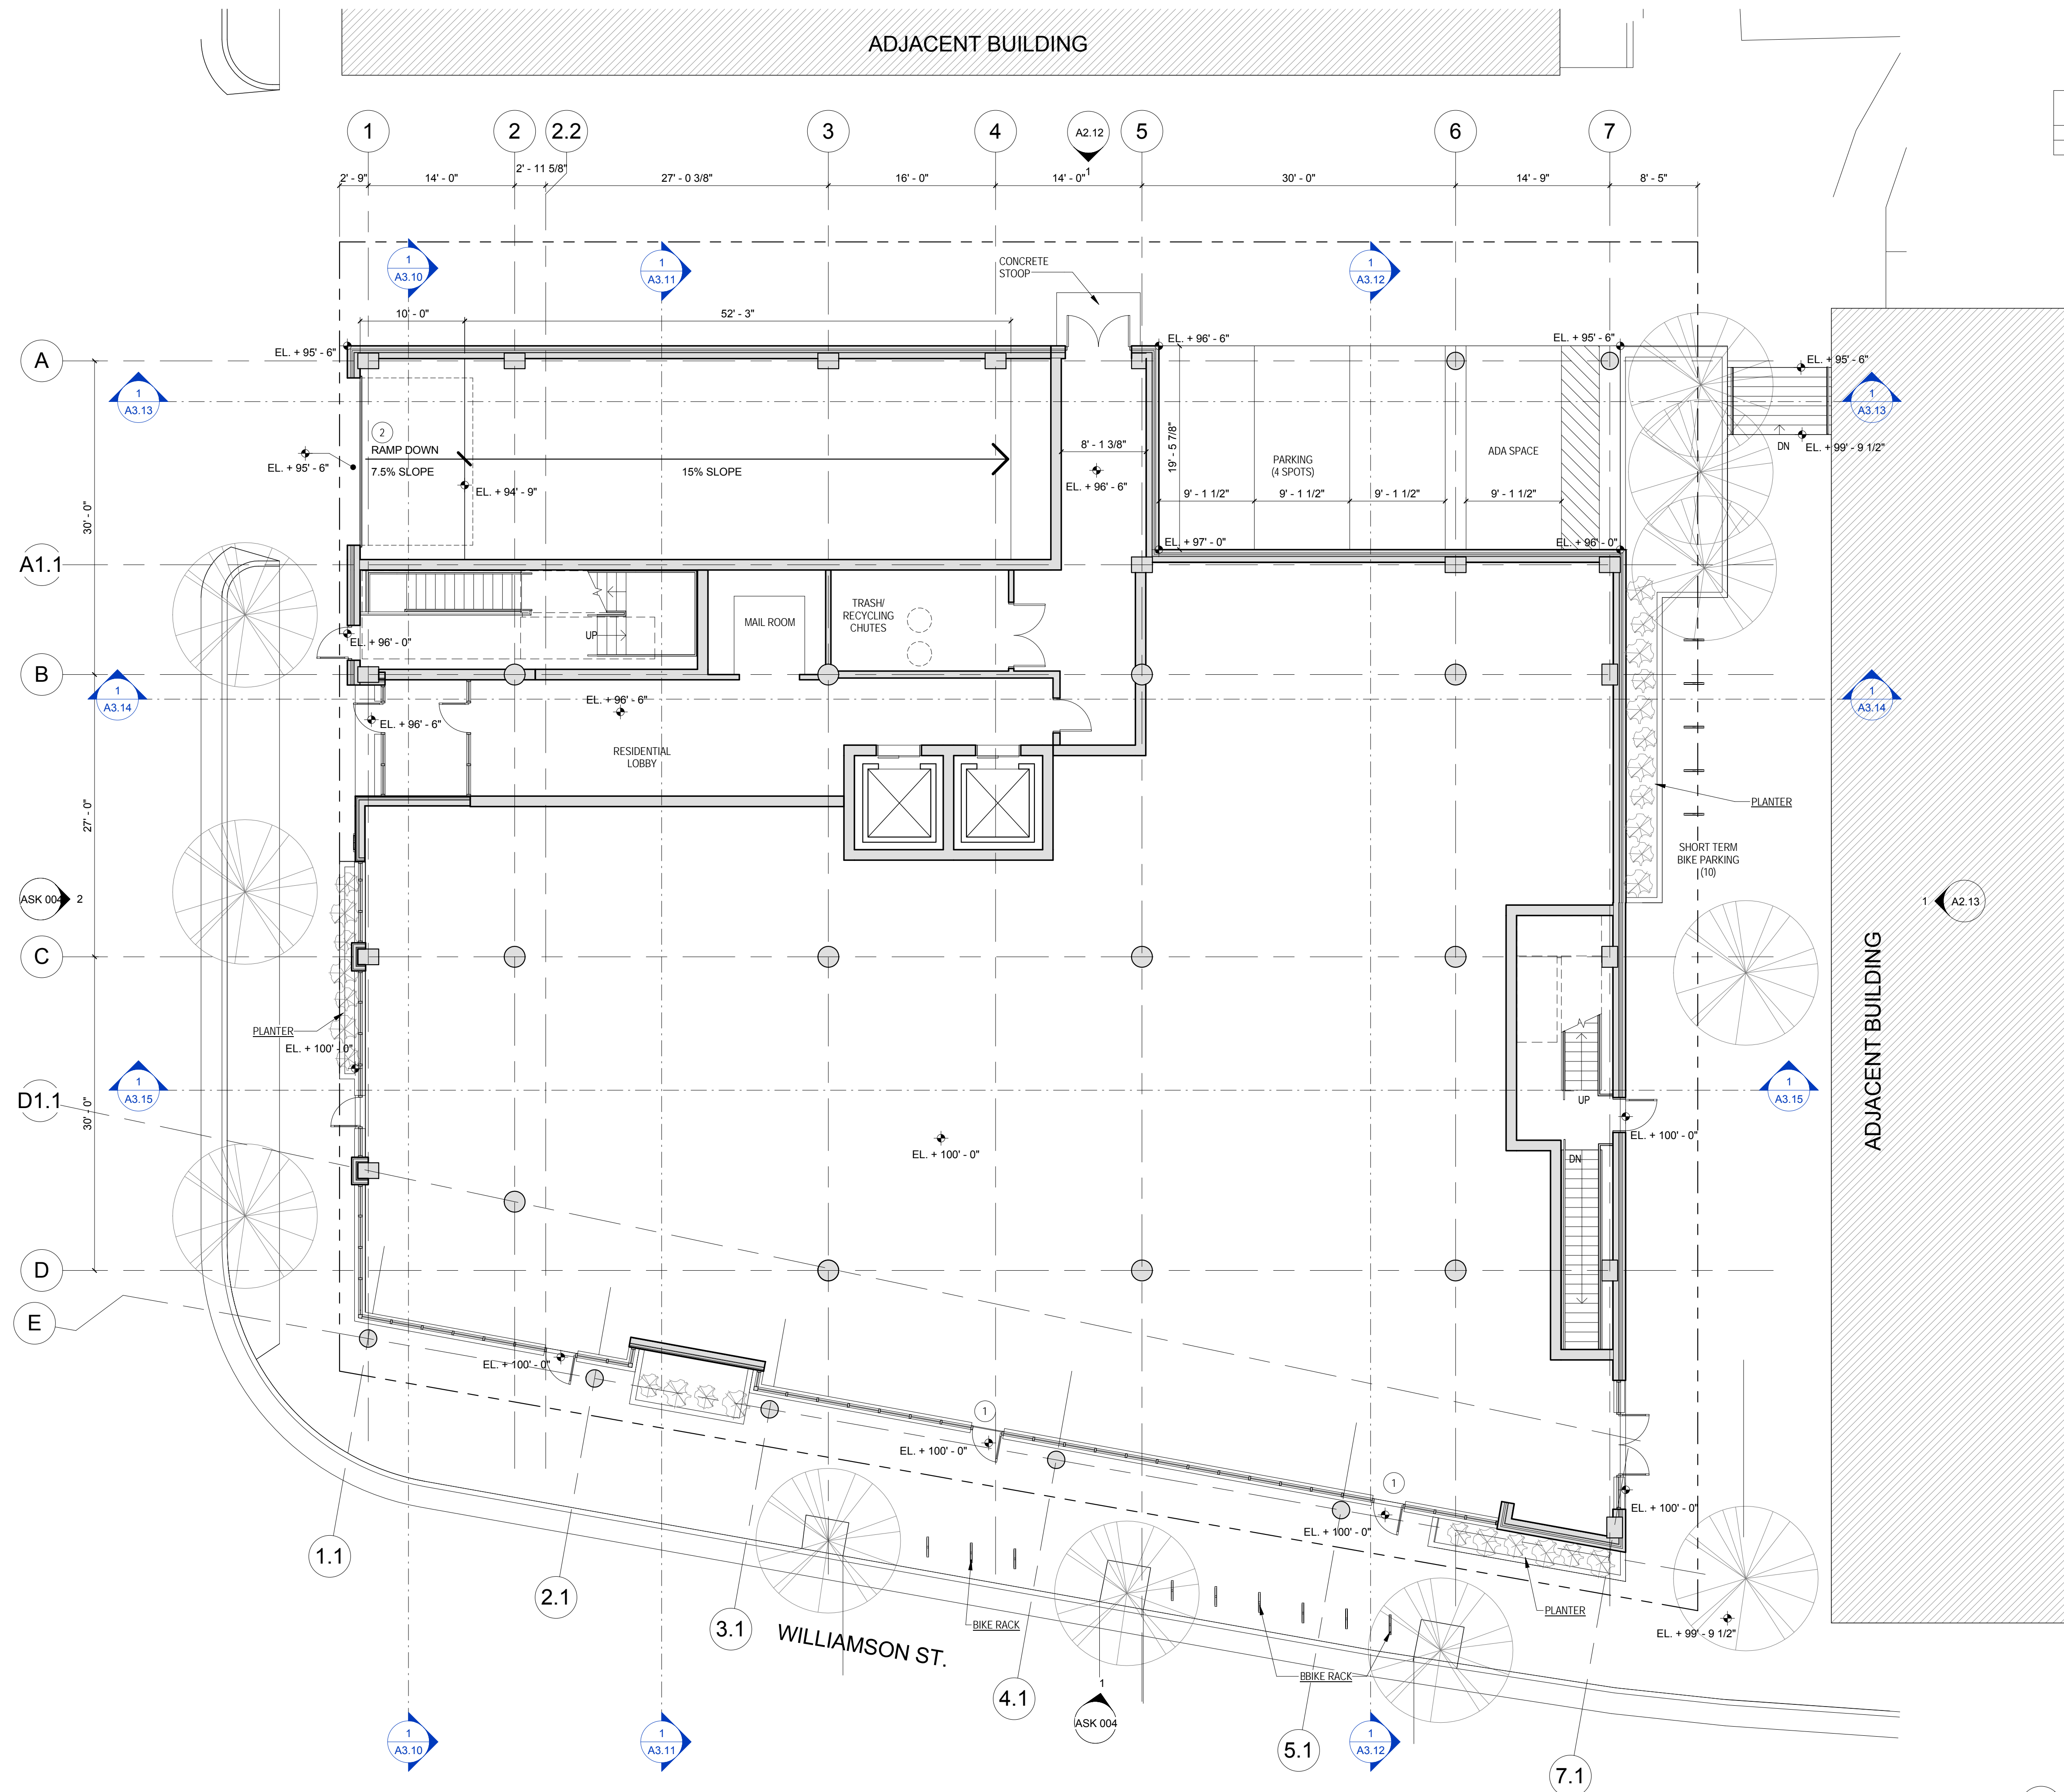 ADJACENT BUILDING
1
2
2.2
3
4
A2.12
1
5
6
7
2' - 9"
14' - 0"
2' - 11 5/8"
27' - 0 3/8"
16' - 0"
14' - 0"
30' - 0"
14' - 9"
8' - 5"
1
A3.10
1
A3.11
CONCRETE
STOOP
1
A3.12
10' - 0"
52' - 3"
A
EL. + 95' - 6"
EL. + 96' - 6"
EL. + 95' - 6"
EL. + 95' - 6"
1
A3.13
1
A3.13
2
RAMP DOWN
7.5% SLOPE
EL. + 95' - 6"
15% SLOPE
EL. + 94' - 9"
8' - 1 3/8"
EL. + 96' - 6"
19' - 5 7/8"
PARKING
(4 SPOTS)
ADA SPACE
DN
EL. + 99' - 9 1/2"
9' - 1 1/2"
9' - 1 1/2"
9' - 1 1/2"
9' - 1 1/2"
30' - 0"
EL. + 97' - 0"
EL. + 96' - 0"
A1.1
TRASH/
RECYCLING
CHUTES
MAIL ROOM
UP
EL. + 96' - 0"
B
1
A3.14
EL. + 96' - 6"
EL. + 96' - 6"
1
A3.14
RESIDENTIAL
LOBBY
27' - 0"
PLANTER
SHORT TERM
BIKE PARKING
(10)
ASK 004
2
1
A2.13
C
ADJACENT BUILDING
PLANTER
EL. + 100' - 0"
1
A3.15
1
A3.15
D1.1
30' - 0"
UP
EL. + 100' - 0"
EL. + 100' - 0"
DN
D
E
EL. + 100' - 0"
1
EL. + 100' - 0"
1
EL. + 100' - 0"
EL. + 100' - 0"
1.1
2.1
3.1
WILLIAMSON ST.
BIKE RACK
PLANTER
EL. + 99' - 9 1/2"
BBIKE RACK
4.1
1
ASK 004
5.1
7.1
1
A3.10
1
A3.11
1
A3.12